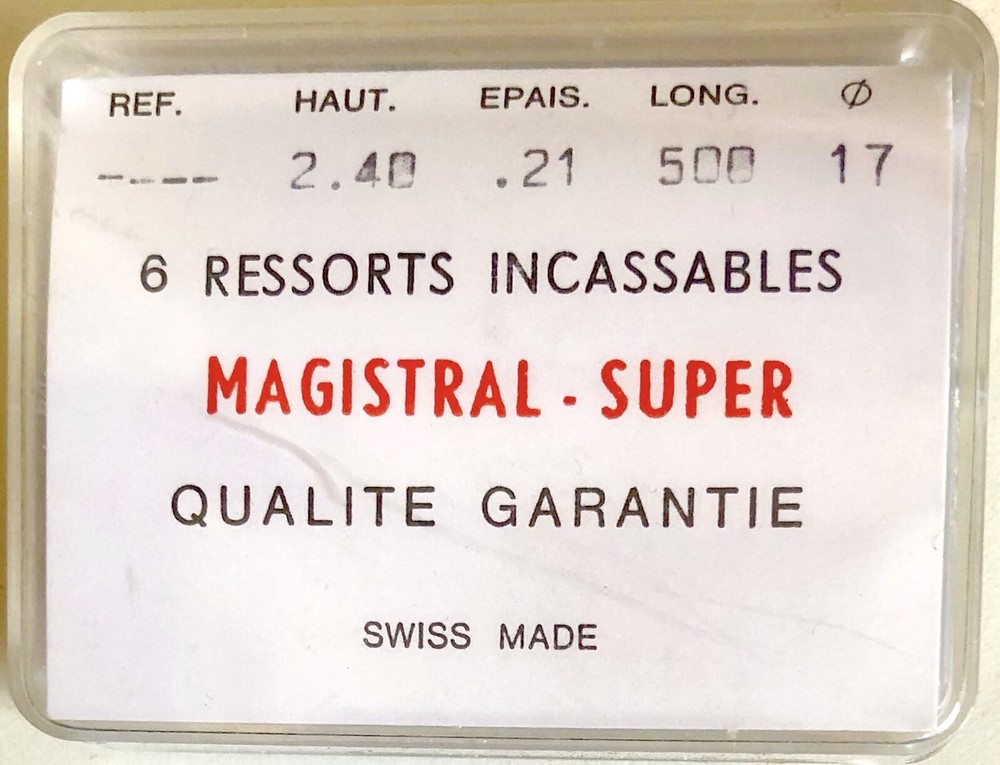 REF. HAUT. EPAIS. LONG. Ø
---- 2.40 .21 500 17
6 RESSORTS INCASSABLES
MAGISTRAL - SUPER
QUALITE GARANTIE
SWISS MADE